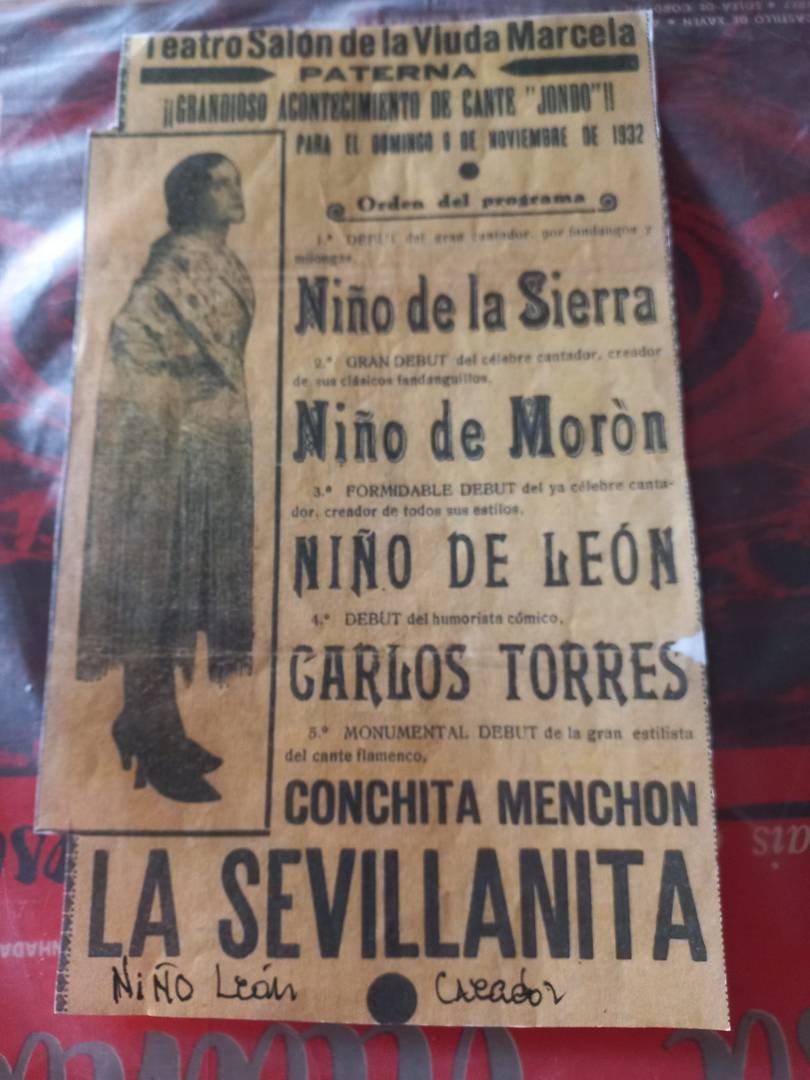 Teatro Salón de la Viuda Marcela
PATERNA
¡¡GRANDIOSO ACONTECIMIENTO DE CANTE "JONDO"!!
PARA EL DOMINGO 6 DE NOVIEMBRE DE 1932
Orden del programa
1.º DEBUT del gran cantador, por fandangos y
milongas,
Niño de la Sierra
2.º GRAN DEBUT del célebre cantador, creador
de sus clásicos fandanguillos,
Niño de Moròn
3.º FORMIDABLE DEBUT del ya célebre canta-
dor, creador de todos sus estilos,
NIÑO DE LEÓN
4.º DEBUT del humorista cómico,
CARLOS TORRES
5.º MONUMENTAL DEBUT de la gran estilista
del cante flamenco,
CONCHITA MENCHON
LA SEVILLANITA
NiÑO León Creador